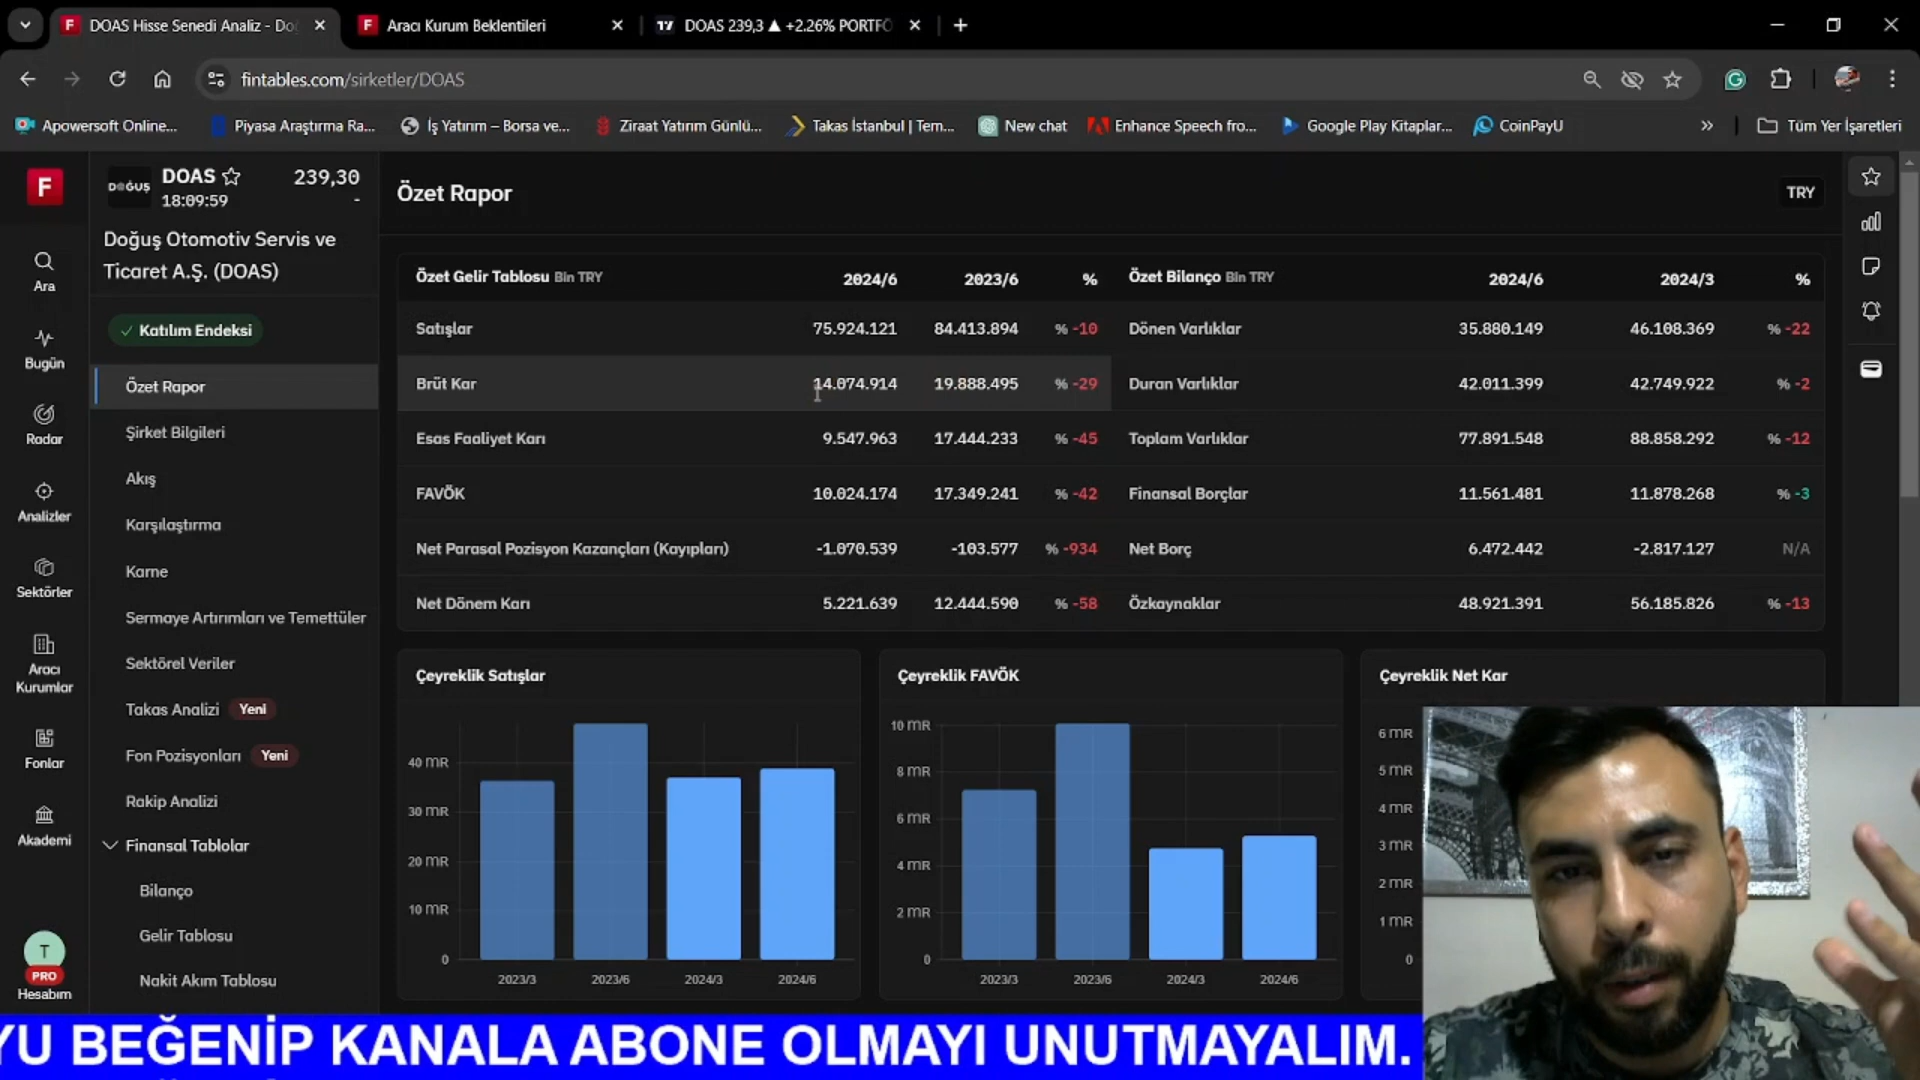 DOAS Hisse Senedi Analiz - Do
Aracı Kurum Beklentileri
DOAS 239,3 ▲ +2.26% PORTFO
fintables.com/sirketler/DOAS
Apowersoft Online...
Piyasa Araştırma Ra...
İş Yatırım – Borsa ve...
Ziraat Yatırım Günlü...
Takas İstanbul | Tem...
New chat
Enhance Speech fro...
Google Play Kitaplar...
CoinPayU
Tüm Yer İşaretleri
F
Ara
Bugün
Radar
Analizler
Sektörler
Aracı
Kurumlar
Fonlar
Akademi
T
PRO
Hesabım
DOĞUŞ
DOAS
239,30
18:09:59
-
Doğuş Otomotiv Servis ve
Ticaret A.Ş. (DOAS)
Katılım Endeksi
Özet Rapor
Şirket Bilgileri
Akış
Karşılaştırma
Karne
Sermaye Artırımları ve Temettüler
Sektörel Veriler
Takas Analizi Yeni
Fon Pozisyonları Yeni
Rakip Analizi
Finansal Tablolar
Bilanço
Gelir Tablosu
Nakit Akım Tablosu
Özet Rapor
TRY
Özet Gelir Tablosu Bin TRY 2024/6 2023/6 %
Satışlar 75.924.121 84.413.894 % -10
Brüt Kar 14.074.914 19.888.495 % -29
Esas Faaliyet Karı 9.547.963 17.444.233 % -45
FAVÖK 10.024.174 17.349.241 % -42
Net Parasal Pozisyon Kazançları (Kayıpları) -1.070.539 -103.577 % -934
Net Dönem Karı 5.221.639 12.444.590 % -58
Özet Bilanço Bin TRY 2024/6 2024/3 %
Dönen Varlıklar 35.880.149 46.108.369 % -22
Duran Varlıklar 42.011.399 42.749.922 % -2
Toplam Varlıklar 77.891.548 88.858.292 % -12
Finansal Borçlar 11.561.481 11.878.268 % -3
Net Borç 6.472.442 -2.817.127 N/A
Özkaynaklar 48.921.391 56.185.826 % -13
Çeyreklik Satışlar
40 mR
30 mR
20 mR
10 mR
0
2023/3 2023/6 2024/3 2024/6
Çeyreklik FAVÖK
10 mR
8 mR
6 mR
4 mR
2 mR
0
2023/3 2023/6 2024/3 2024/6
Çeyreklik Net Kar
6 mR
5 mR
4 mR
3 mR
2 mR
1 mR
0
YU BEĞENİP KANALA ABONE OLMAYI UNUTMAYALIM.